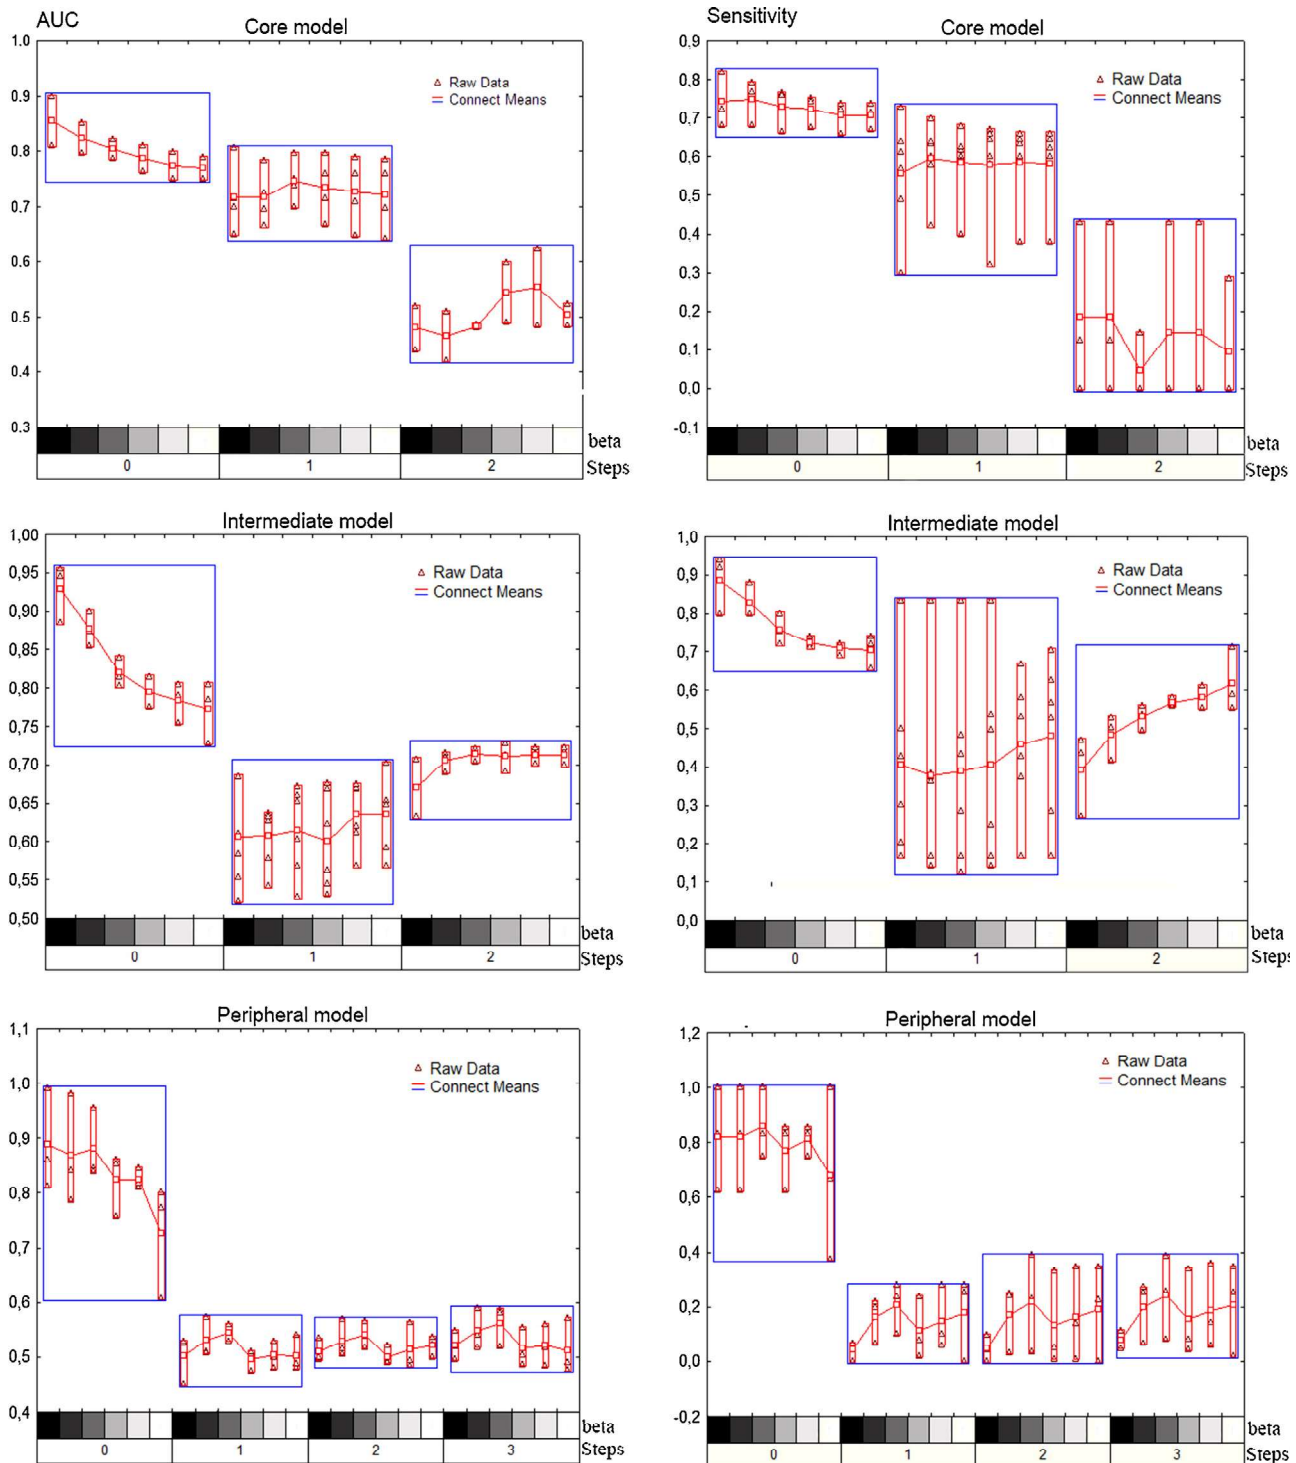 AUC
Core model
1.0
0.9
0.8
0.7
0.6
0.5
0.4
0.3
Raw Data
Connect Means
beta
0 1 2 Steps
Sensitivity
Core model
0,9
0,8
0,7
0,6
0,5
0,4
0,3
0,2
0,1
0,0
-0,1
Raw Data
Connect Means
beta
0 1 2 Steps
Intermediate model
1,00
0,95
0,90
0,85
0,80
0,75
0,70
0,65
0,60
0,55
0,50
Raw Data
Connect Means
beta
0 1 2 Steps
Intermediate model
1,0
0,9
0,8
0,7
0,6
0,5
0,4
0,3
0,2
0,1
0,0
Raw Data
Connect Means
beta
0 1 2 Steps
Peripheral model
1,1
1,0
0,9
0,8
0,7
0,6
0,5
0,4
Raw Data
Connect Means
beta
0 1 2 3 Steps
Peripheral model
1,2
1,0
0,8
0,6
0,4
0,2
0,0
-0,2
Raw Data
Connect Means
beta
0 1 2 3 Steps